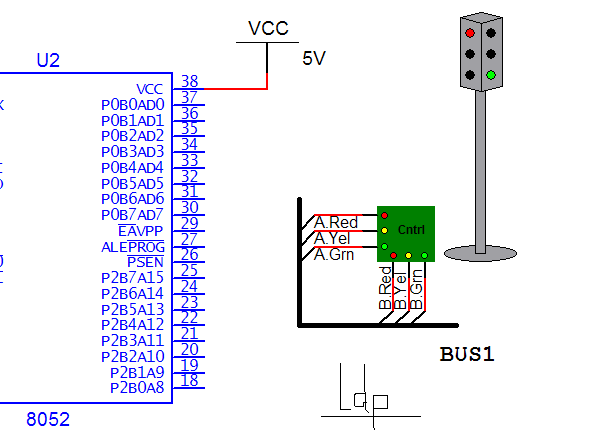 VCC
5V
U2
VCC 38
P0B0AD0 37
P0B1AD1 36
P0B2AD2 35
P0B3AD3 34
P0B4AD4 33
P0B5AD5 32
P0B6AD6 31
P0B7AD7 30
EAVPP 29
ALEPROG 27
PSEN 26
P2B7A15 25
P2B6A14 24
P2B5A13 23
P2B4A12 22
P2B3A11 21
P2B2A10 20
P2B1A9 19
P2B0A8 18
8052
A.Red
A.Yel
A.Grn
Cntrl
B.Red
B.Yel
B.Grn
BUS1